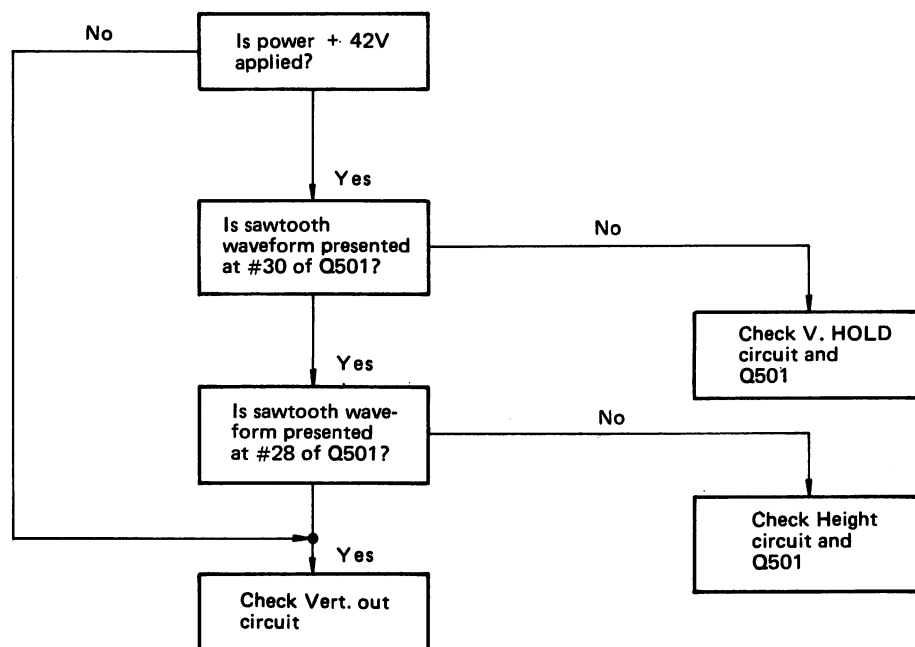 No
Is power + 42V
applied?
Yes
Is sawtooth
waveform presented
at #30 of Q501?
No
Check V. HOLD
circuit and
Q501
Yes
Is sawtooth wave-
form presented
at #28 of Q501?
No
Check Height
circuit and
Q501
Yes
Check Vert. out
circuit